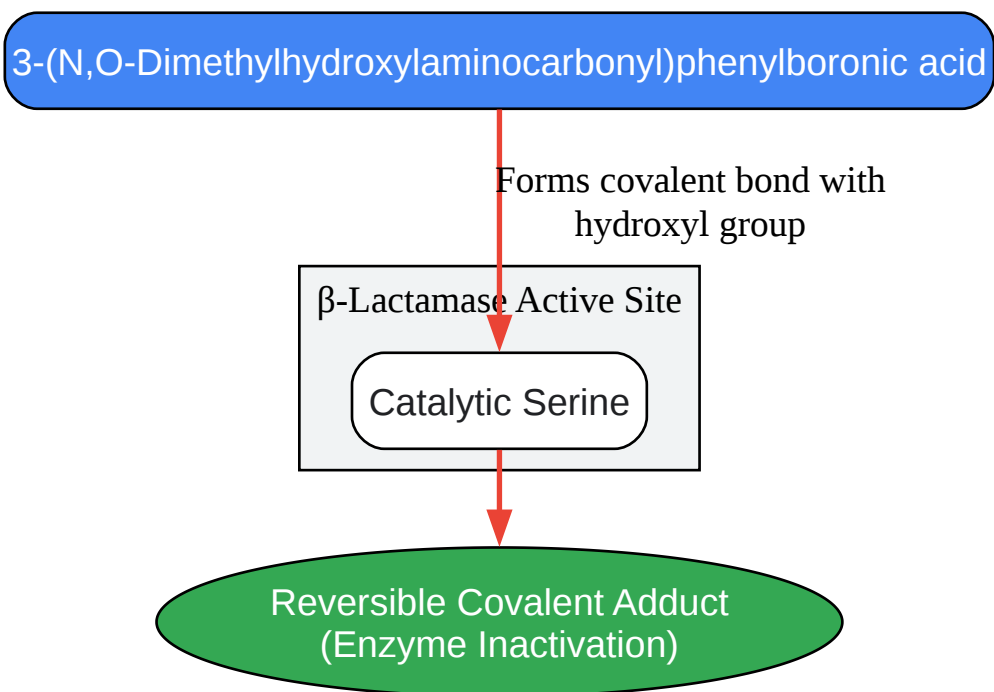 3-(N,O-Dimethylhydroxylaminocarbonyl)phenylboronic acid
Forms covalent bond with
hydroxyl group
β-Lactamase Active Site
Catalytic Serine
Reversible Covalent Adduct
(Enzyme Inactivation)